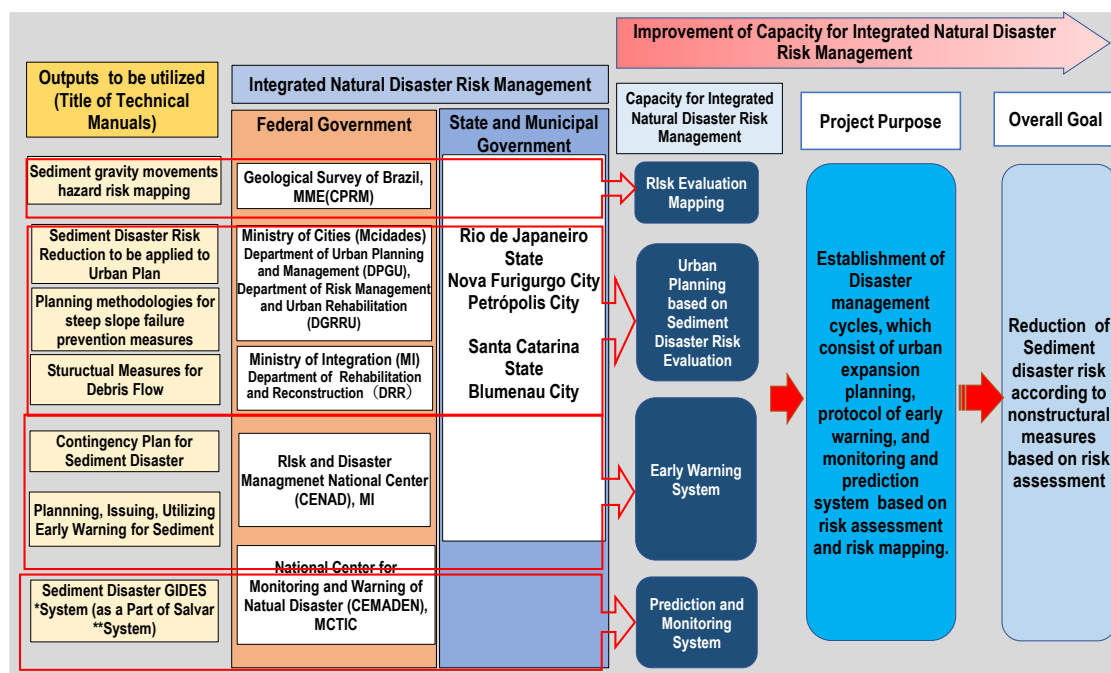 Improvement of Capacity for Integrated Natural Disaster
Risk Management
Outputs to be utilized
(Title of Technical
Manuals)
Integrated Natural Disaster Risk Management
Federal Government
State and Municipal
Government
Capacity for Integrated
Natural Disaster Risk
Management
Project Purpose
Overall Goal
Sediment gravity movements
hazard risk mapping
Geological Survey of Brazil,
MME(CPRM)
RIsk Evaluation
Mapping
Sediment Disaster Risk
Reduction to be applied to
Urban Plan
Planning methodologies for
steep slope failure
prevention measures
Stuructual Measures for
Debris Flow
Ministry of Cities (Mcidades)
Department of Urban Planning
and Management (DPGU),
Department of Risk Management
and Urban Rehabilitation
(DGRRU)
Ministry of Integration (MI)
Department of Rehabilitation
and Reconstruction（DRR）
Rio de Japaneiro
State
Nova Furigurgo City
Petrópolis City
Santa Catarina
State
Blumenau City
Urban
Planning
based on
Sediment
Disaster Risk
Evaluation
Contingency Plan for
Sediment Disaster
Plannning, Issuing, Utilizing
Early Warning for Sediment
RIsk and Disaster
Managmenet National Center
(CENAD), MI
Early Warning
System
Sediment Disaster GIDES
*System (as a Part of Salvar
**System)
National Center for
Monitoring and Warning of
Natual Disaster (CEMADEN),
MCTIC
Prediction and
Monitoring
System
Establishment of
Disaster
management
cycles, which
consist of urban
expansion
planning,
protocol of early
warning, and
monitoring and
prediction
system based on
risk assessment
and risk mapping.
Reduction of
Sediment
disaster risk
according to
nonstructural
measures
based on risk
assessment